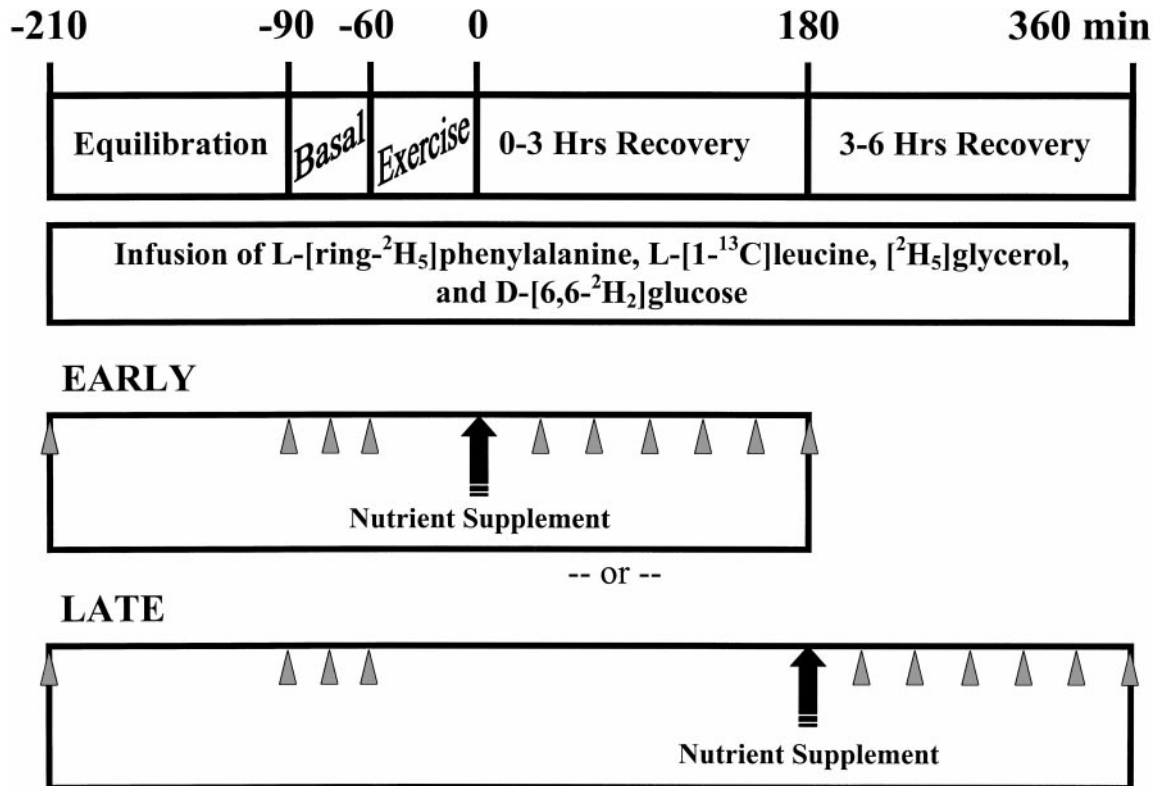 -210 -90 -60 0 180 360 min
Equilibration Basal Exercise 0-3 Hrs Recovery 3-6 Hrs Recovery
Infusion of L-[ring-²H₅]phenylalanine, L-[1-¹³C]leucine, [²H₅]glycerol,
and D-[6,6-²H₂]glucose
EARLY
Nutrient Supplement
-- or --
LATE
Nutrient Supplement